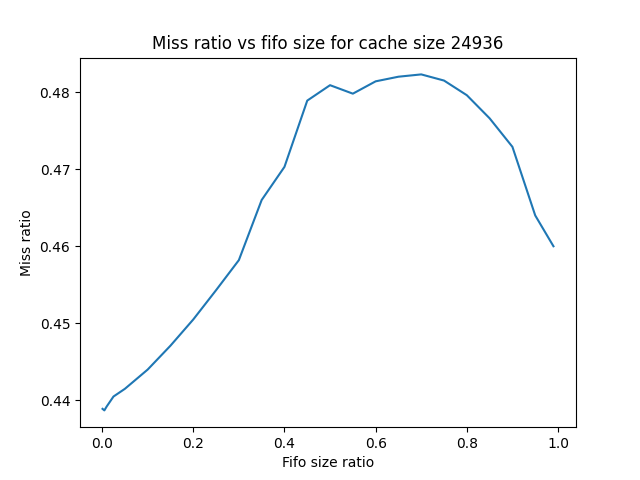 Miss ratio vs fifo size for cache size 24936
Miss ratio
0.48
0.47
0.46
0.45
0.44
0.0 0.2 0.4 0.6 0.8 1.0
Fifo size ratio